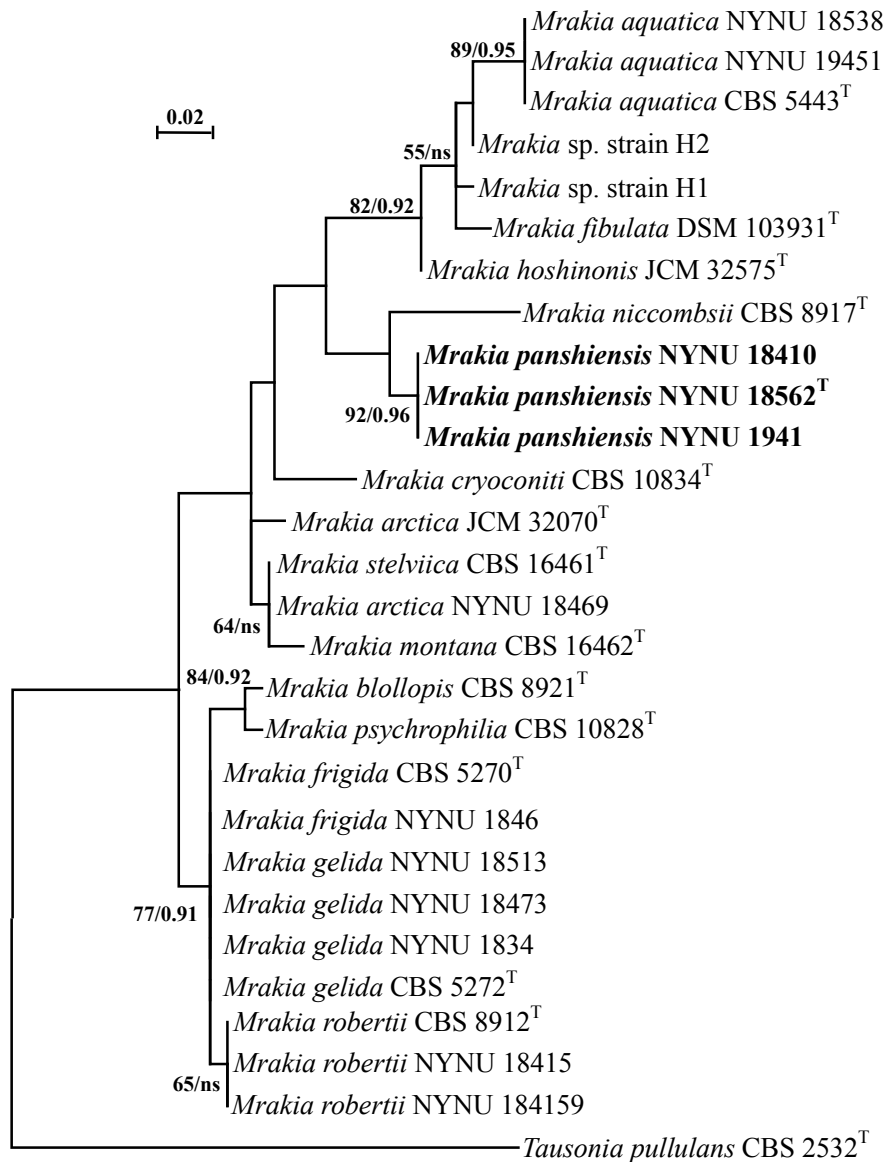 Mrakia aquatica NYNU 18538
89/0.95
Mrakia aquatica NYNU 19451
Mrakia aquatica CBS 5443ᵀ
0.02
Mrakia sp. strain H2
55/ns
Mrakia sp. strain H1
82/0.92
Mrakia fibulata DSM 103931ᵀ
Mrakia hoshinonis JCM 32575ᵀ
Mrakia niccombsii CBS 8917ᵀ
Mrakia panshiensis NYNU 18410
Mrakia panshiensis NYNU 18562ᵀ
92/0.96
Mrakia panshiensis NYNU 1941
Mrakia cryoconiti CBS 10834ᵀ
Mrakia arctica JCM 32070ᵀ
Mrakia stelviica CBS 16461ᵀ
Mrakia arctica NYNU 18469
64/ns
Mrakia montana CBS 16462ᵀ
84/0.92
Mrakia blollopis CBS 8921ᵀ
Mrakia psychrophilia CBS 10828ᵀ
Mrakia frigida CBS 5270ᵀ
Mrakia frigida NYNU 1846
Mrakia gelida NYNU 18513
Mrakia gelida NYNU 18473
77/0.91
Mrakia gelida NYNU 1834
Mrakia gelida CBS 5272ᵀ
Mrakia robertii CBS 8912ᵀ
Mrakia robertii NYNU 18415
65/ns
Mrakia robertii NYNU 184159
Tausonia pullulans CBS 2532ᵀ